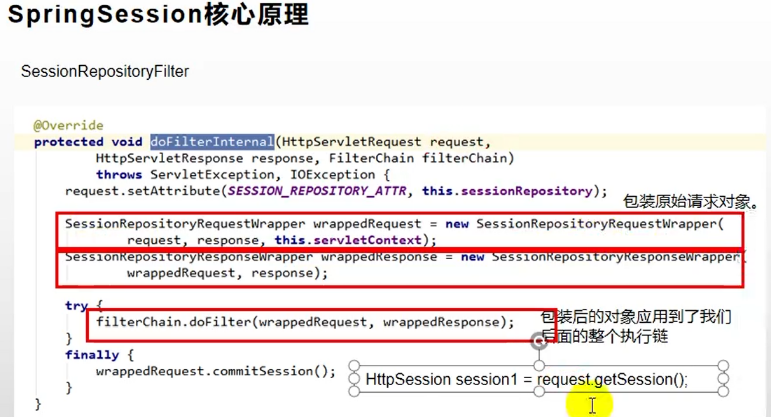 SpringSession核心原理
SessionRepositoryFilter
@Override
protected void doFilterInternal(HttpServletRequest request,
HttpServletResponse response, FilterChain filterChain)
throws ServletException, IOException {
request.setAttribute(SESSION_REPOSITORY_ATTR, this.sessionRepository);
包装原始请求对象。
SessionRepositoryRequestWrapper wrappedRequest = new SessionRepositoryRequestWrapper(
request, response, this.servletContext);
SessionRepositoryResponseWrapper wrappedResponse = new SessionRepositoryResponseWrapper(
wrappedRequest, response);
try {
filterChain.doFilter(wrappedRequest, wrappedResponse);
包装后的对象应用到了我们
后面的整个执行链
}
finally {
wrappedRequest.commitSession();
HttpSession session1 = request.getSession();
}
}